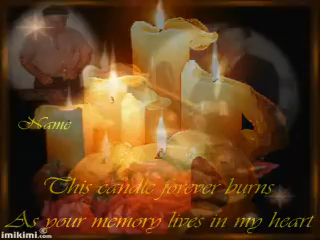 Name
This candle forever burns
As your memory lives in my heart
imikimi.com